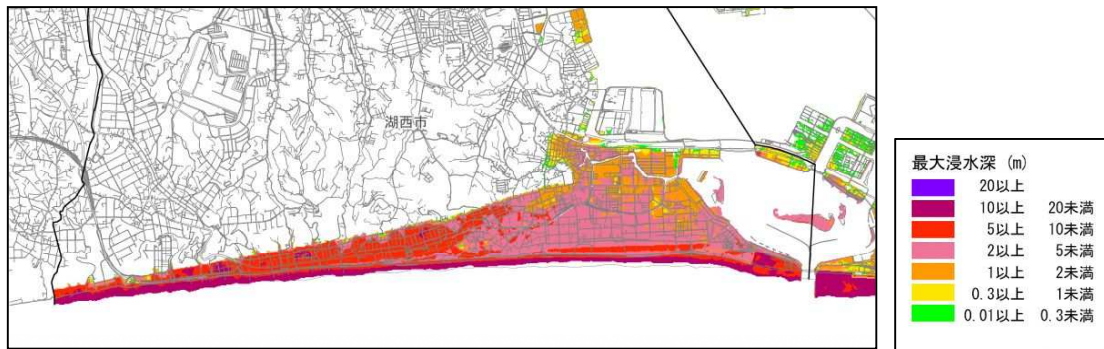 湖西市
最大浸水深 (m)
20以上
10以上 20未満
5以上 10未満
2以上 5未満
1以上 2未満
0.3以上 1未満
0.01以上 0.3未満